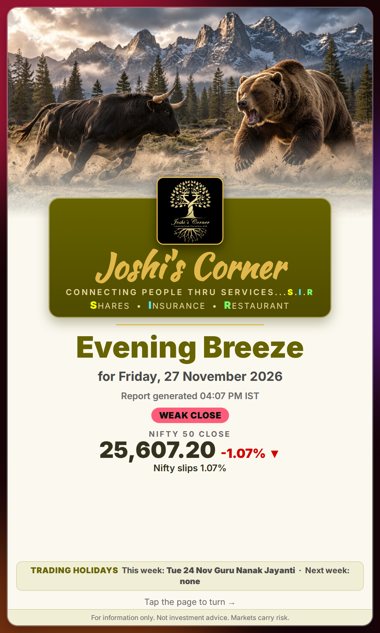 Joshi's Corner
Joshi's Corner
CONNECTING PEOPLE THRU SERVICES...S.I.R
SHARES • INSURANCE • RESTAURANT
Evening Breeze
for Friday, 27 November 2026
Report generated 04:07 PM IST
WEAK CLOSE
NIFTY 50 CLOSE
25,607.20 -1.07% ▼
Nifty slips 1.07%
TRADING HOLIDAYS This week: Tue 24 Nov Guru Nanak Jayanti · Next week:
none
Tap the page to turn →
For information only. Not investment advice. Markets carry risk.